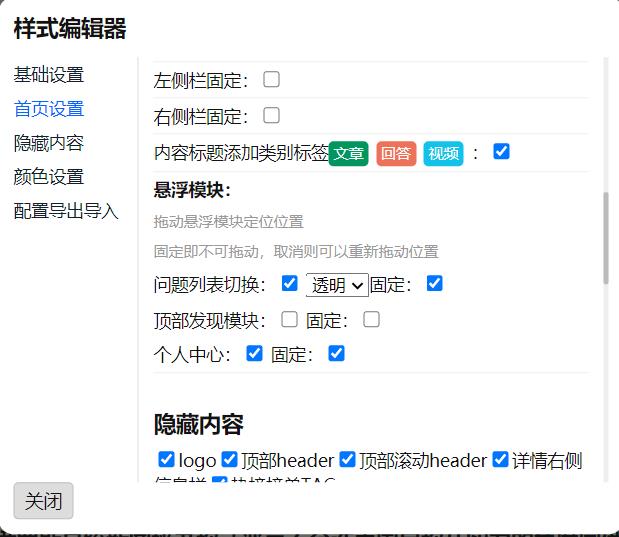 样式编辑器
基础设置
首页设置
隐藏内容
颜色设置
配置导出导入
左侧栏固定：
右侧栏固定：
内容标题添加类别标签 文章 回答 视频 ：
悬浮模块：
拖动悬浮模块定位位置
固定即不可拖动，取消则可以重新拖动位置
问题列表切换： 透明 固定：
顶部发现模块： 固定：
个人中心： 固定：
隐藏内容
logo 顶部header 顶部滚动header 详情右侧
关闭